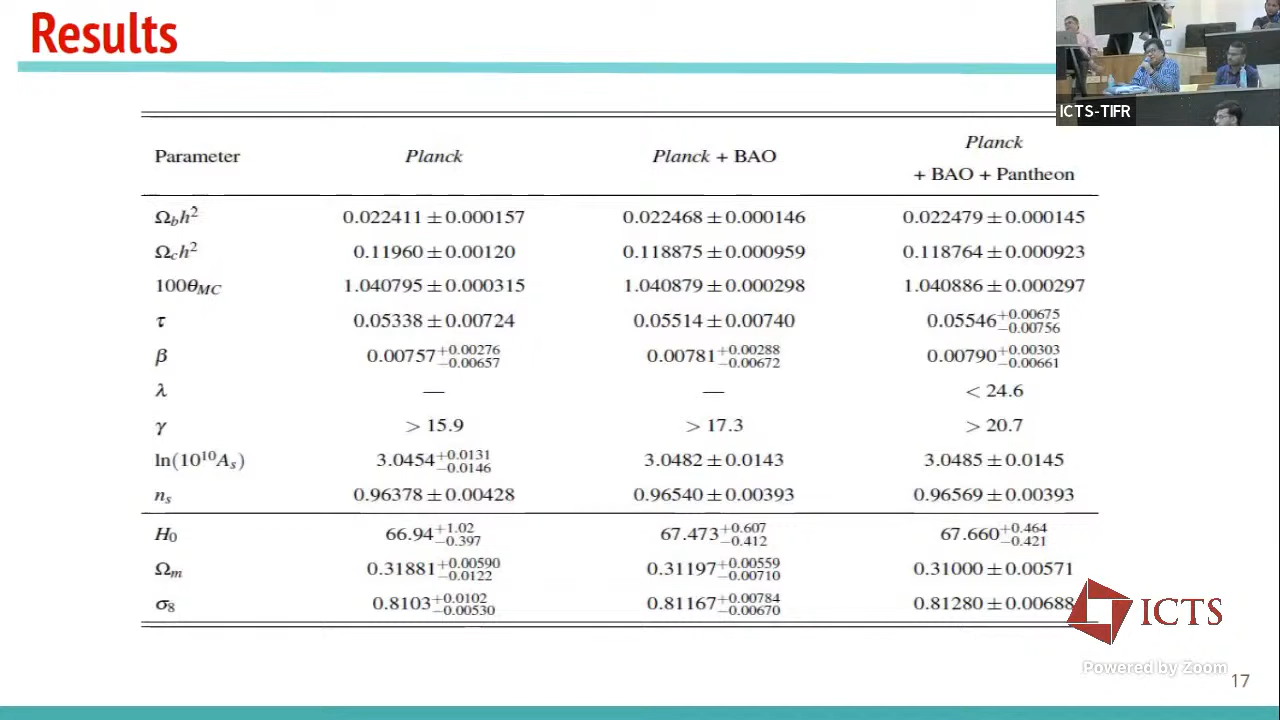 Results
ICTS-TIFR
Parameter Planck Planck + BAO Planck + BAO + Pantheon
Ω_b h² 0.022411 ± 0.000157 0.022468 ± 0.000146 0.022479 ± 0.000145
Ω_c h² 0.11960 ± 0.00120 0.118875 ± 0.000959 0.118764 ± 0.000923
100θ_MC 1.040795 ± 0.000315 1.040879 ± 0.000298 1.040886 ± 0.000297
τ 0.05338 ± 0.00724 0.05514 ± 0.00740 0.05546 +0.00675 −0.00756
β 0.00757 +0.00276 −0.00657 0.00781 +0.00288 −0.00672 0.00790 +0.00303 −0.00661
λ — — < 24.6
γ > 15.9 > 17.3 > 20.7
ln(10¹⁰A_s) 3.0454 +0.0131 −0.0146 3.0482 ± 0.0143 3.0485 ± 0.0145
n_s 0.96378 ± 0.00428 0.96540 ± 0.00393 0.96569 ± 0.00393
H₀ 66.94 +1.02 −0.397 67.473 +0.607 −0.412 67.660 +0.464 −0.421
Ω_m 0.31881 +0.00590 −0.0122 0.31197 +0.00559 −0.00710 0.31000 ± 0.00571
σ₈ 0.8103 +0.0102 −0.00530 0.81167 +0.00784 −0.00670 0.81280 ± 0.00688
ICTS
Powered by Zoom
17